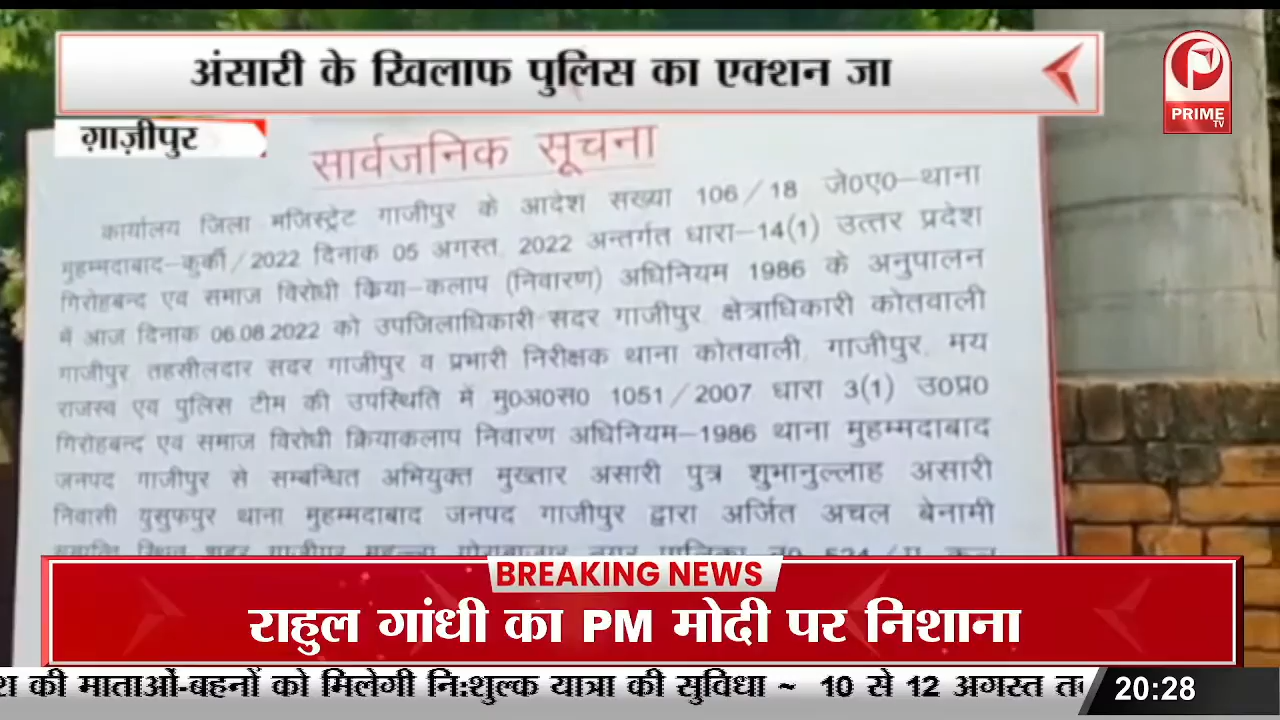 अंसारी के खिलाफ पुलिस का एक्शन जा
PRIME
TV
ग़ाज़ीपुर
सार्वजनिक सूचना
कार्यालय जिला मजिस्ट्रेट गाजीपुर के आदेश सख्या 106/18 जे0ए0-थाना
मुहम्मदाबाद-कुर्की/2022 दिनाक 05 अगस्त, 2022 अन्तर्गत धारा-14(1) उत्तर प्रदेश
गिरोहबन्द एव समाज विरोधी क्रिया-कलाप (निवारण) अधिनियम 1986 के अनुपालन
में आज दिनाक 06.08.2022 को उपजिलाधिकारी सदर गाजीपुर, क्षेत्राधिकारी कोतवाली
गाजीपुर, तहसीलदार सदर गाजीपुर व प्रभारी निरीक्षक थाना कोतवाली, गाजीपुर, मय
राजस्व एव पुलिस टीम की उपस्थिति में मु0अ0स0 1051/2007 धारा 3(1) उ0प्र0
गिरोहबन्द एव समाज विरोधी क्रियाकलाप निवारण अधिनियम-1986 थाना मुहम्मदाबाद
जनपद गाजीपुर से सम्बन्धित अभियुक्त मुख्तार असारी पुत्र शुभानुल्लाह असारी
निवासी युसुफपुर थाना मुहम्मदाबाद जनपद गाजीपुर द्वारा अर्जित अचल बेनामी
BREAKING NEWS
राहुल गांधी का PM मोदी पर निशाना
की माताओं-बहनों को मिलेगी नि:शुल्क यात्रा की सुविधा ~ 10 से 12 अगस्त त
20:28